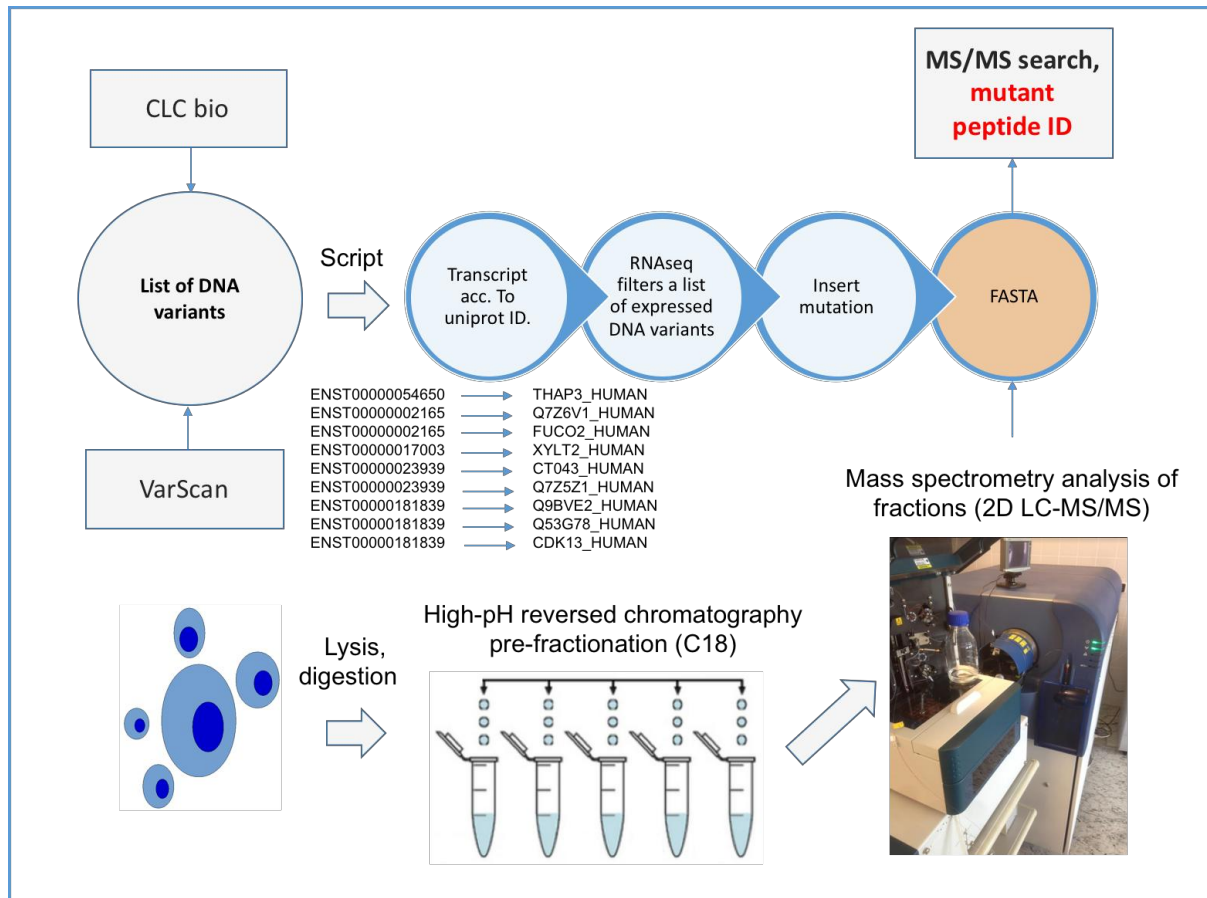 MS/MS search,
mutant
peptide ID
CLC bio
List of DNA
variants
VarScan
Script
Transcript
acc. To
uniprot ID.
RNAseq
filters a list
of expressed
DNA variants
Insert
mutation
FASTA
ENST00000054650 THAP3_HUMAN
ENST00000002165 Q7Z6V1_HUMAN
ENST00000002165 FUCO2_HUMAN
ENST00000017003 XYLT2_HUMAN
ENST00000023939 CT043_HUMAN
ENST00000023939 Q7Z5Z1_HUMAN
ENST00000181839 Q9BVE2_HUMAN
ENST00000181839 Q53G78_HUMAN
ENST00000181839 CDK13_HUMAN
Mass spectrometry analysis of
fractions (2D LC-MS/MS)
Lysis,
digestion
High-pH reversed chromatography
pre-fractionation (C18)